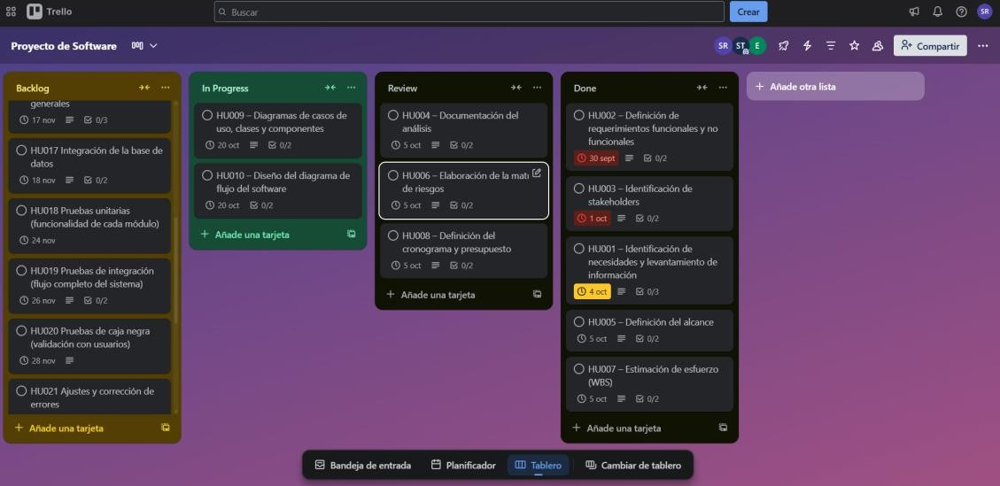 Trello
Buscar
Crear
SR
Proyecto de Software
SR
ST
E
Compartir
Backlog
generales
17 nov 0/3
HU017 Integración de la base de
datos
18 nov 0/2
HU018 Pruebas unitarias
(funcionalidad de cada módulo)
24 nov
HU019 Pruebas de integración
(flujo completo del sistema)
26 nov 0/2
HU020 Pruebas de caja negra
(validación con usuarios)
28 nov
HU021 Ajustes y corrección de
errores
+ Añade una tarjeta
In Progress
HU009 – Diagramas de casos de
uso, clases y componentes
20 oct 0/2
HU010 – Diseño del diagrama de
flujo del software
20 oct 0/2
+ Añade una tarjeta
Review
HU004 – Documentación del
análisis
5 oct 0/2
HU006 – Elaboración de la mat
de riesgos
5 oct 0/2
HU008 – Definición del
cronograma y presupuesto
5 oct 0/2
+ Añade una tarjeta
Done
HU002 – Definición de
requerimientos funcionales y no
funcionales
30 sept 0/2
HU003 – Identificación de
stakeholders
1 oct 0/2
HU001 – Identificación de
necesidades y levantamiento de
información
4 oct 0/3
HU005 – Definición del alcance
5 oct 0/2
HU007 – Estimación de esfuerzo
(WBS)
5 oct 0/2
+ Añade una tarjeta
+ Añade otra lista
Bandeja de entrada
Planificador
Tablero
Cambiar de tablero